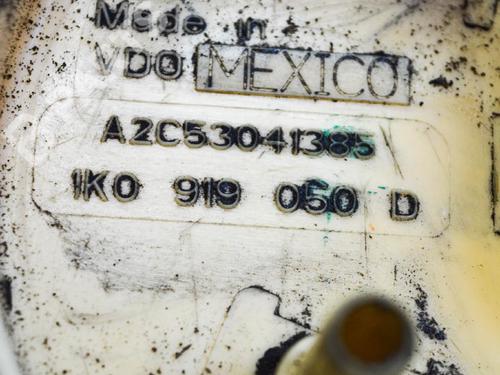 Made in
VDO MEXICO
A2C53041385
1K0 919 050 D